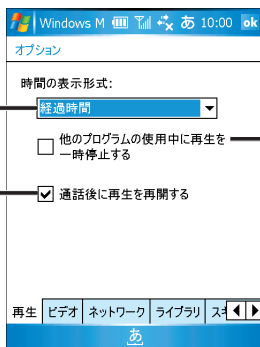 Windows M あ 10:00 ok
オプション
時間の表示形式:
経過時間
他のプログラムの使用中に再生を
一時停止する
通話後に再生を再開する
再生 ビデオ ネットワーク ライブラリ
あ